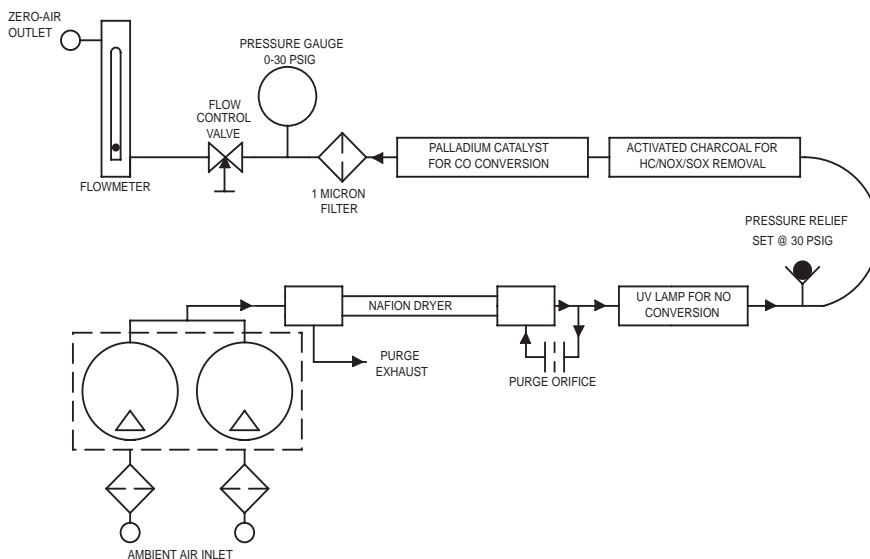 ZERO-AIR
OUTLET
PRESSURE GAUGE
0-30 PSIG
FLOW
CONTROL
VALVE
FLOWMETER
1 MICRON
FILTER
PALLADIUM CATALYST
FOR CO CONVERSION
ACTIVATED CHARCOAL FOR
HC/NOX/SOX REMOVAL
PRESSURE RELIEF
SET @ 30 PSIG
NAFION DRYER
UV LAMP FOR NO
CONVERSION
PURGE
EXHAUST
PURGE ORIFICE
AMBIENT AIR INLET